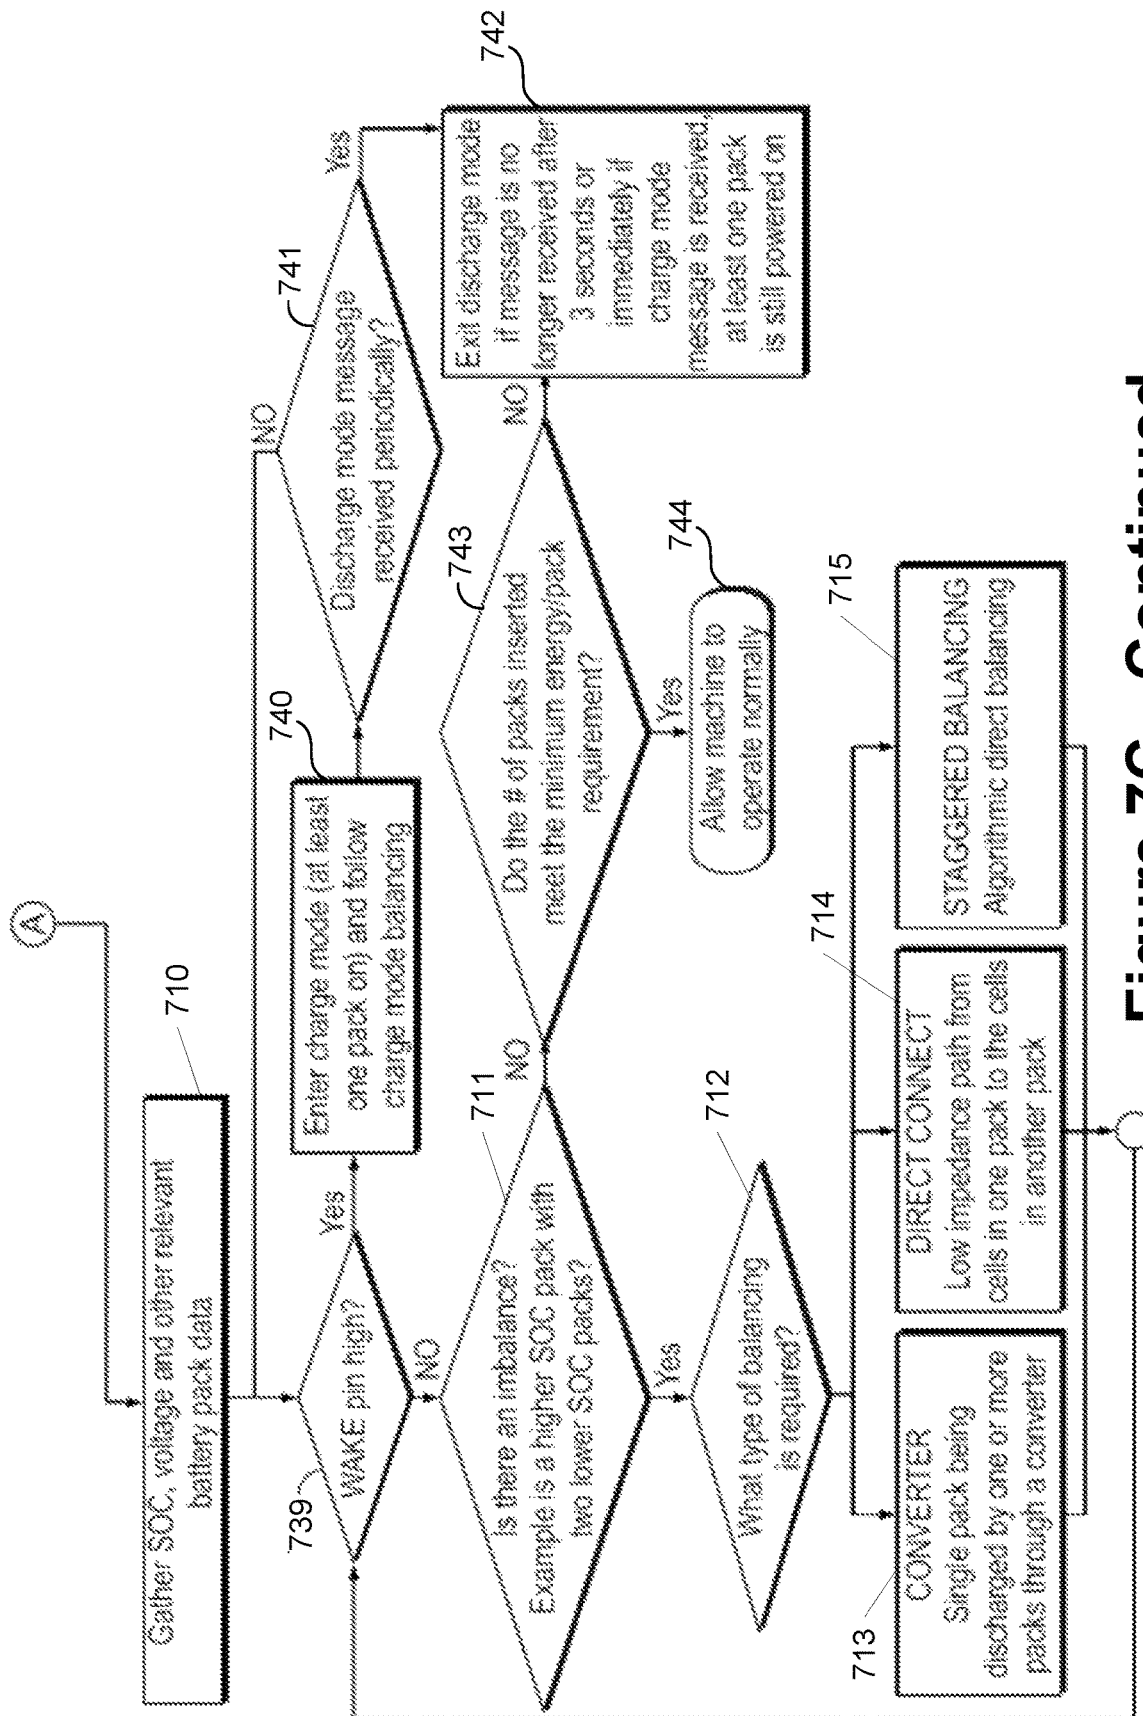 A
Gather SOC, voltage and other relevant
battery pack data
710
739
WAKE pin high?
Yes
NO
Enter charge mode (at least
one pack on) and follow
charge mode balancing
740
Discharge mode message
received periodically?
741
NO
Yes
Exit discharge mode
if message is no
longer received after
3 seconds or
immediately if
charge mode
message is received,
at least one pack
is still powered on
742
Is there an imbalance?
Example is a higher SOC pack with
two lower SOC packs?
711
NO
Yes
Do the # of packs inserted
meet the minimum energy/pack
requirement?
743
NO
Yes
Allow machine to
operate normally
744
What type of balancing
is required?
712
CONVERTER
Single pack being
discharged by one or more
packs through a converter
713
DIRECT CONNECT
Low impedance path from
cells in one pack to the cells
in another pack
714
STAGGERED BALANCING
Algorithmic direct balancing
715
Figure 7C - Continued